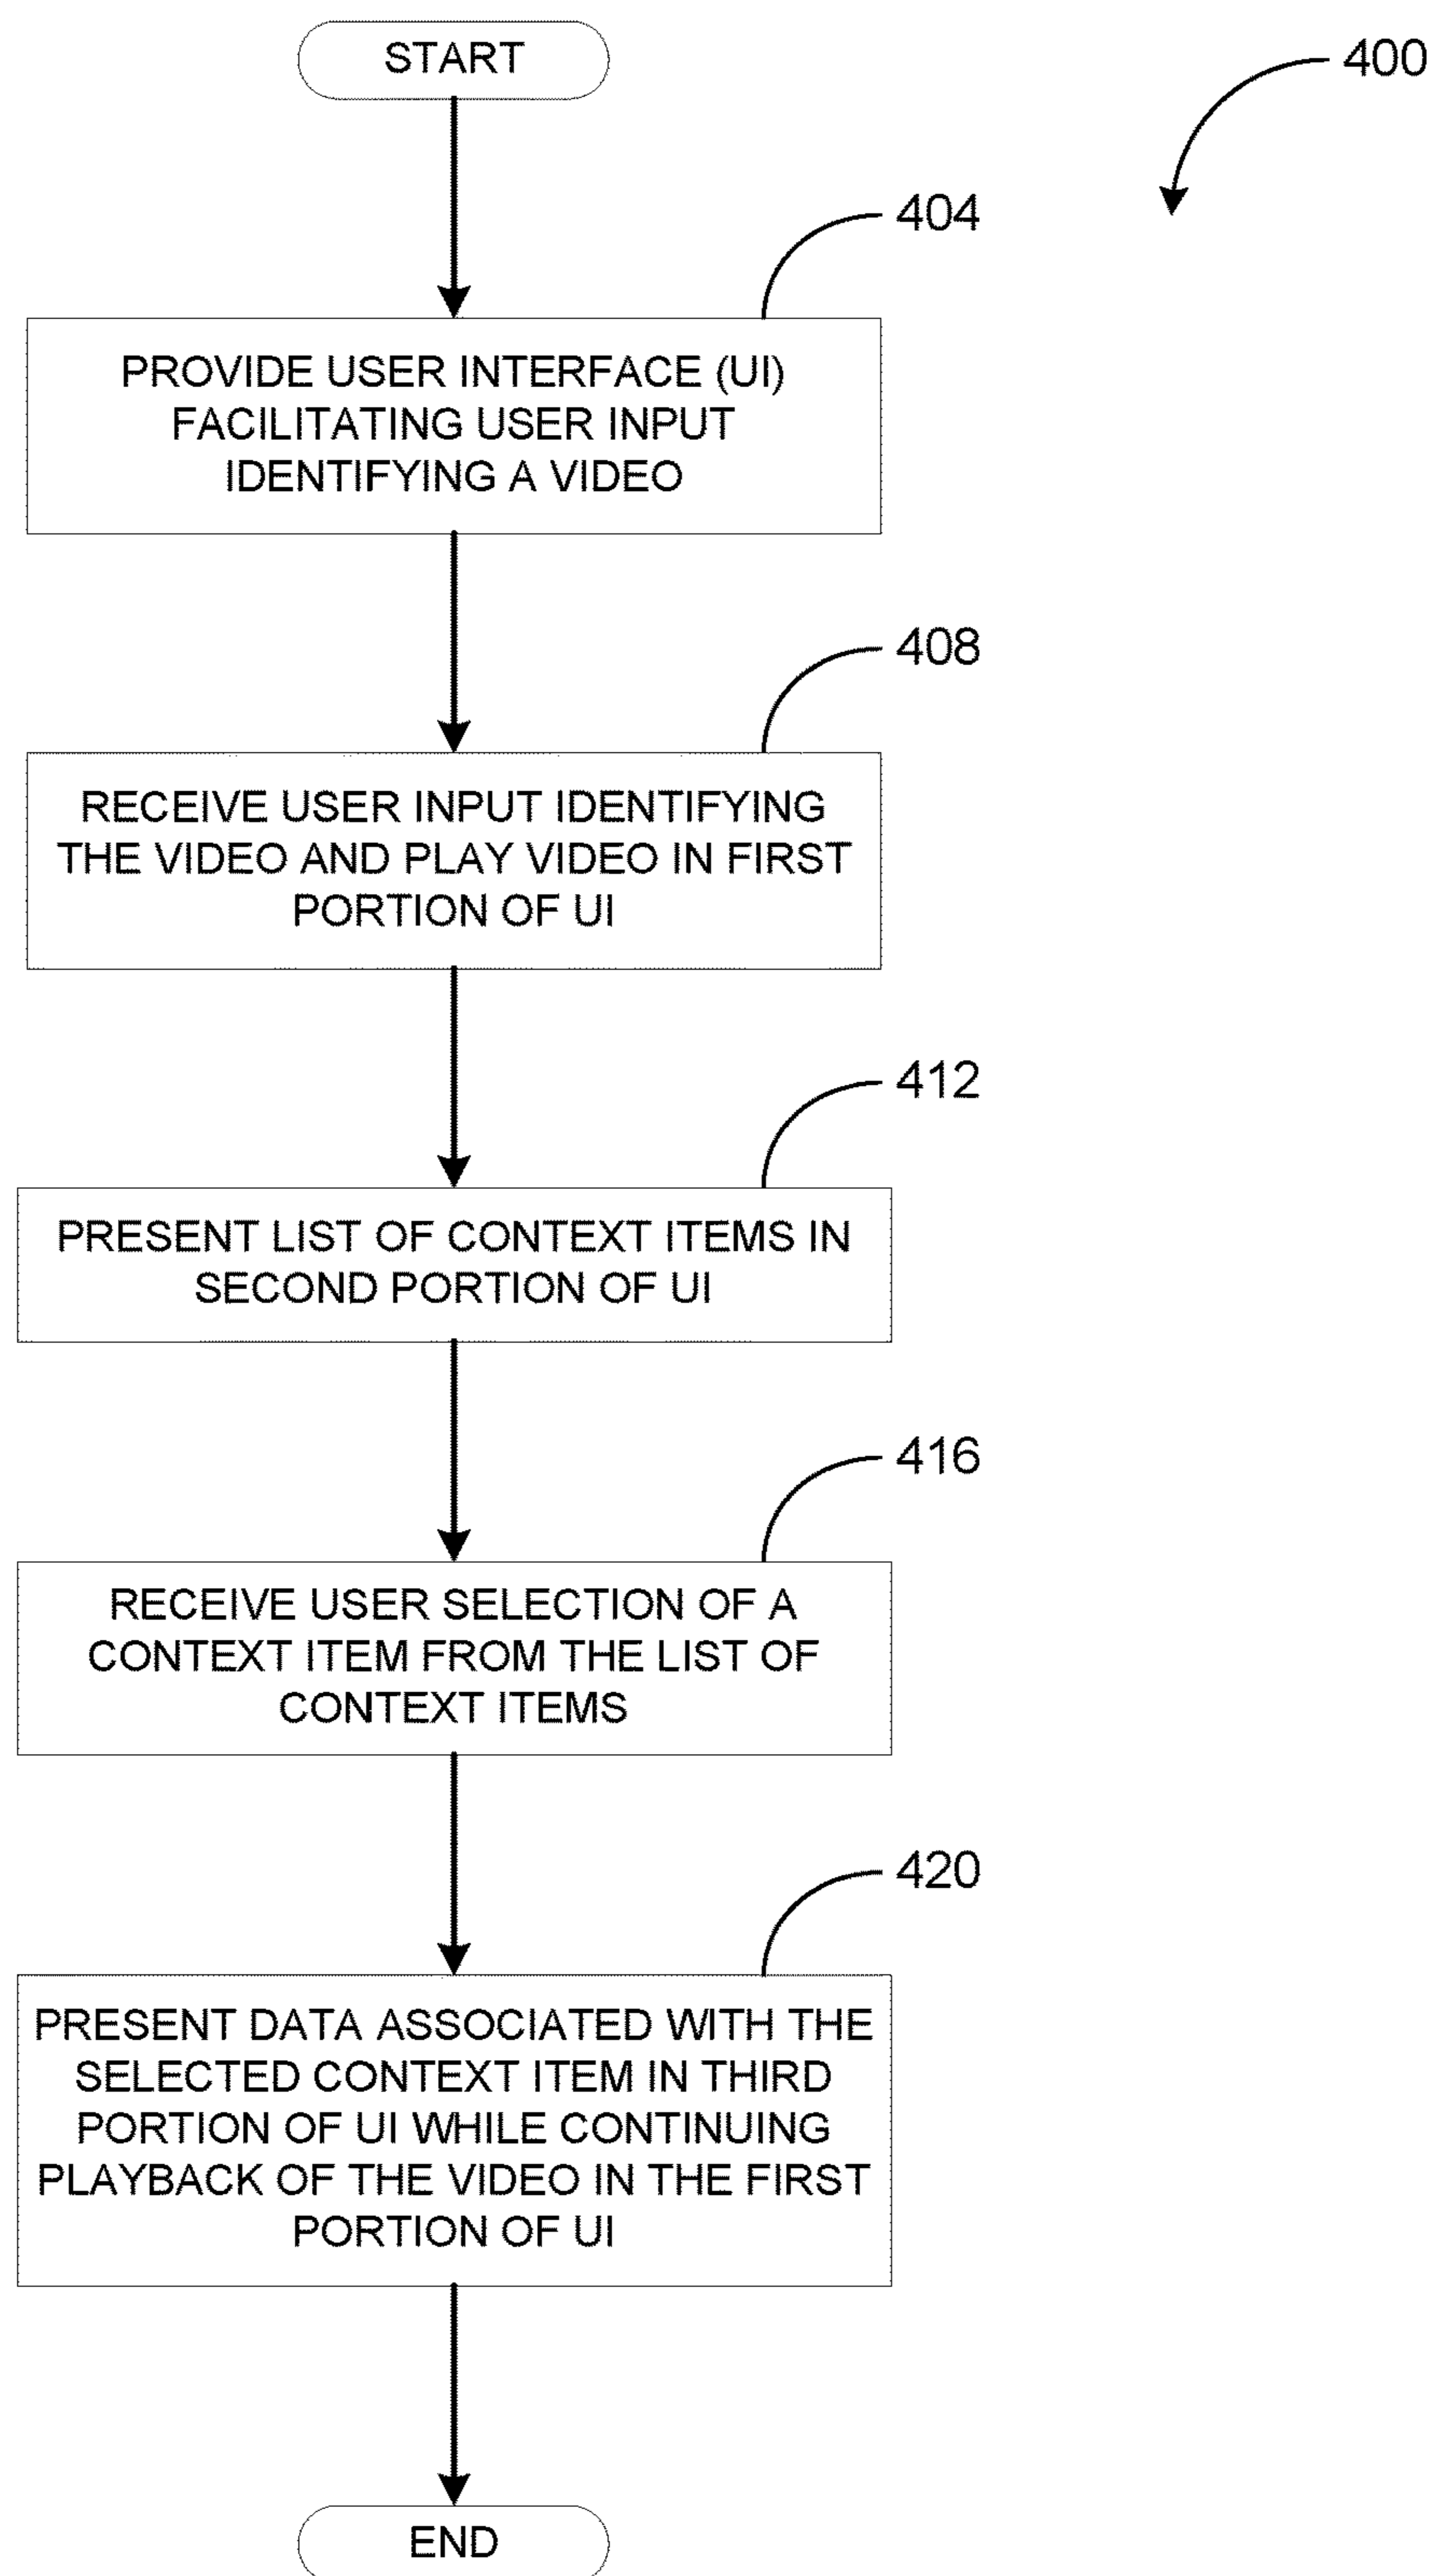 START
400
404
PROVIDE USER INTERFACE (UI)
FACILITATING USER INPUT
IDENTIFYING A VIDEO
408
RECEIVE USER INPUT IDENTIFYING
THE VIDEO AND PLAY VIDEO IN FIRST
PORTION OF UI
412
PRESENT LIST OF CONTEXT ITEMS IN
SECOND PORTION OF UI
416
RECEIVE USER SELECTION OF A
CONTEXT ITEM FROM THE LIST OF
CONTEXT ITEMS
420
PRESENT DATA ASSOCIATED WITH THE
SELECTED CONTEXT ITEM IN THIRD
PORTION OF UI WHILE CONTINUING
PLAYBACK OF THE VIDEO IN THE FIRST
PORTION OF UI
END